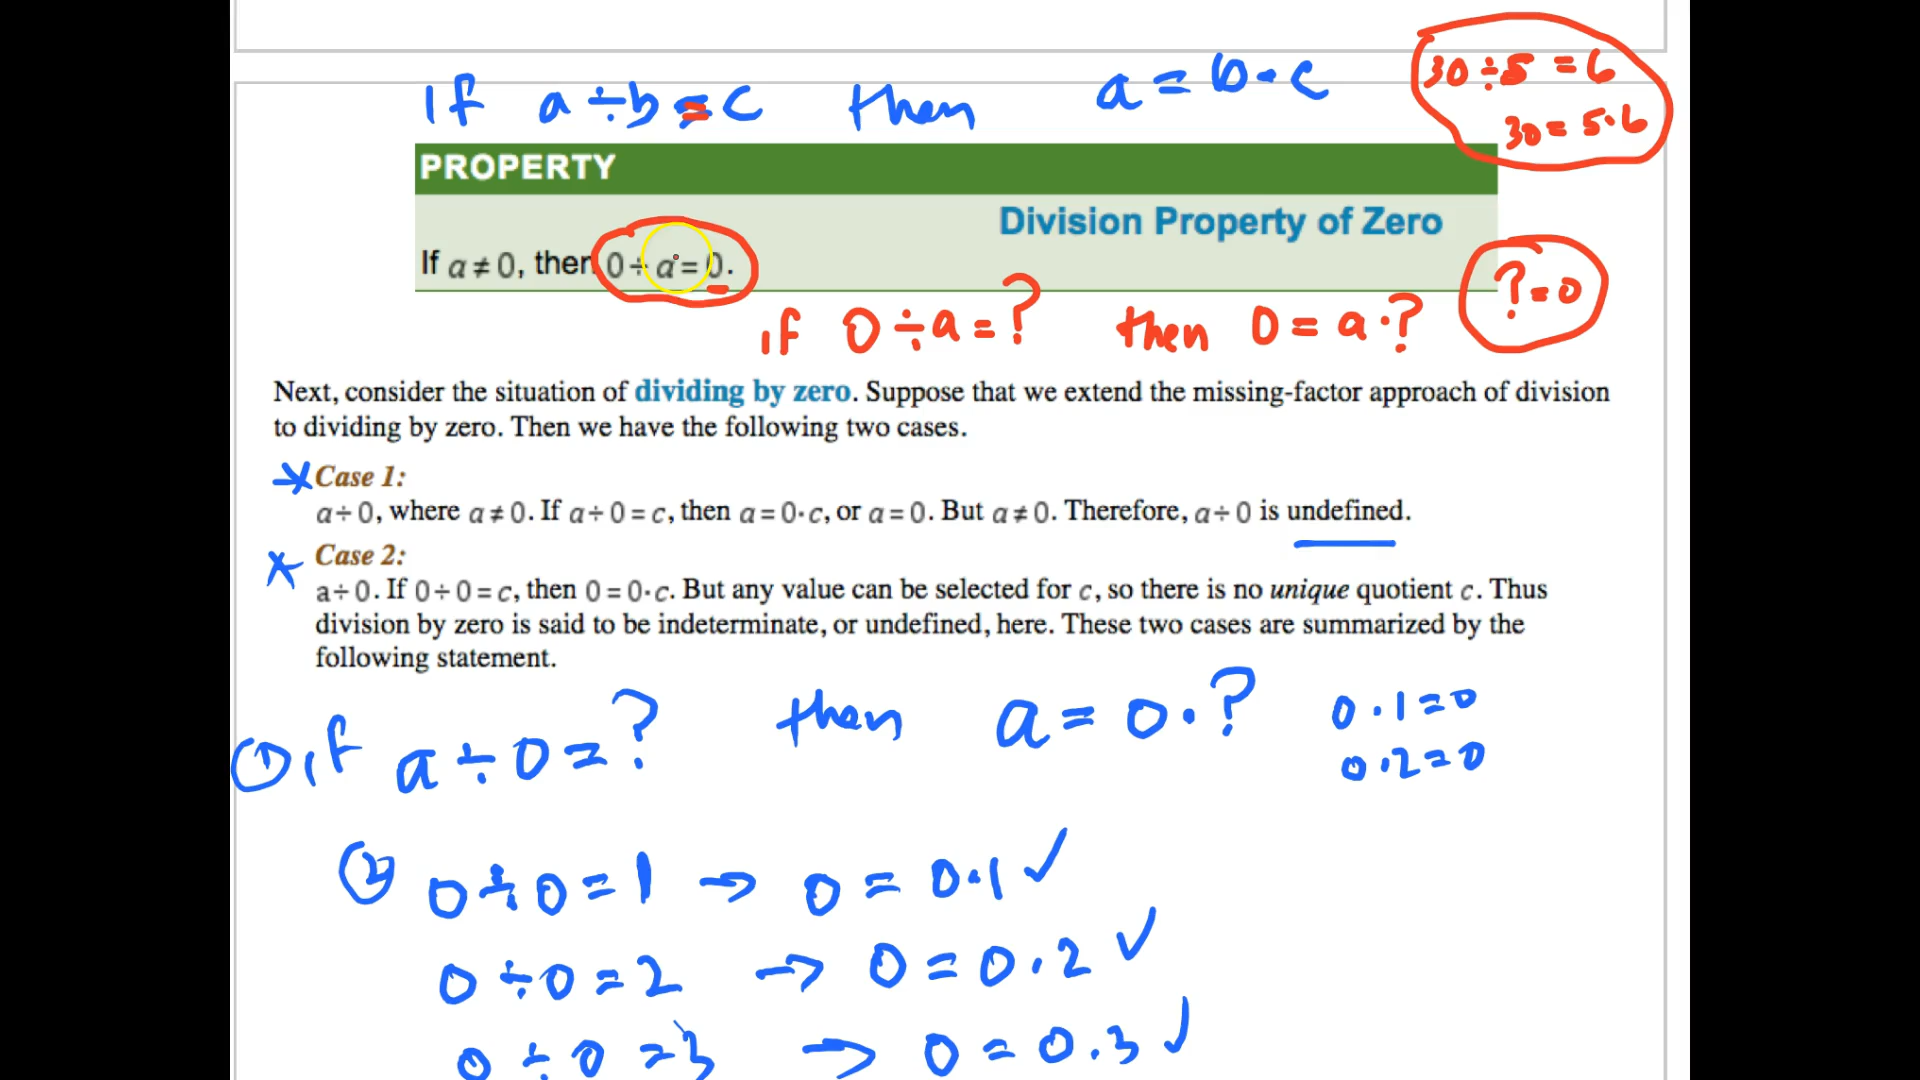 If a ÷ b = c then a = b · c
30 ÷ 5 = 6
30 = 5 · 6
PROPERTY
Division Property of Zero
If a ≠ 0, then 0 ÷ a = 0.
? = 0
if 0 ÷ a = ? then 0 = a · ?
Next, consider the situation of dividing by zero. Suppose that we extend the missing-factor approach of division
to dividing by zero. Then we have the following two cases.
Case 1:
a ÷ 0, where a ≠ 0. If a ÷ 0 = c, then a = 0 · c, or a = 0. But a ≠ 0. Therefore, a ÷ 0 is undefined.
Case 2:
a ÷ 0. If 0 ÷ 0 = c, then 0 = 0 · c. But any value can be selected for c, so there is no unique quotient c. Thus
division by zero is said to be indeterminate, or undefined, here. These two cases are summarized by the
following statement.
① if a ÷ 0 = ? then a = 0 · ?
0 · 1 = 0
0 · 2 = 0
② 0 ÷ 0 = 1 → 0 = 0 · 1 ✓
0 ÷ 0 = 2 → 0 = 0 · 2 ✓
0 ÷ 0 = 3 → 0 = 0 · 3 ✓